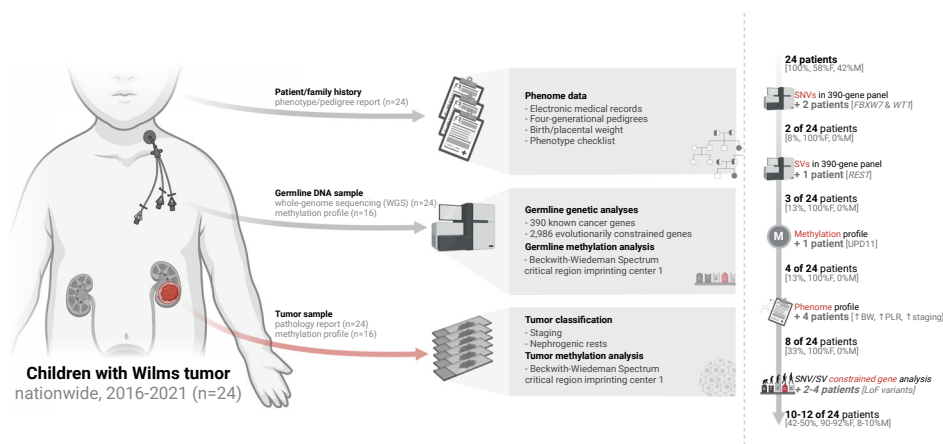 Patient/family history
phenotype/pedigree report (n=24)
Germline DNA sample
whole-genome sequencing (WGS) (n=24)
methylation profile (n=16)
Tumor sample
pathology report (n=24)
methylation profile (n=16)
Children with Wilms tumor
nationwide, 2016-2021 (n=24)
Phenome data
- Electronic medical records
- Four-generational pedigrees
- Birth/placental weight
- Phenotype checklist
Germline genetic analyses
- 390 known cancer genes
- 2,986 evolutionarily constrained genes
Germline methylation analysis
- Beckwith-Wiedeman Spectrum
critical region imprinting center 1
Tumor classification
- Staging
- Nephrogenic rests
Tumor methylation analysis
- Beckwith-Wiedeman Spectrum
critical region imprinting center 1
24 patients
[100%, 58%F, 42%M]
SNVs in 390-gene panel
+ 2 patients [FBXW7 & WT1]
2 of 24 patients
[8%, 100%F, 0%M]
SVs in 390-gene panel
+ 1 patient [REST]
3 of 24 patients
[13%, 100%F, 0%M]
M
Methylation profile
+ 1 patient [UPD11]
4 of 24 patients
[13%, 100%F, 0%M]
Phenome profile
+ 4 patients [↑BW, ↑PLR, ↑staging]
8 of 24 patients
[33%, 100%F, 0%M]
SNV/SV constrained gene analysis
+ 2-4 patients [LoF variants]
10-12 of 24 patients
[42-50%, 90-92%F, 8-10%M]